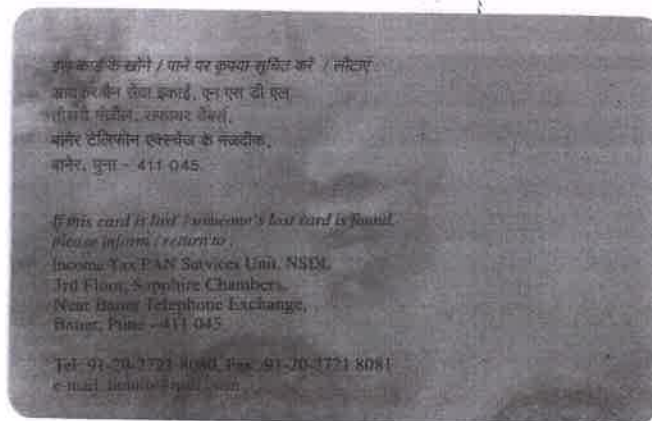 इस कार्ड के खोने / पाने पर कृपया सूचित करें / लौटाएं
आयकर पैन सेवा इकाई, एन एस डी एल
तीसरी मंज़ील, सफायर चेंबर्स,
बानेर टेलिफोन एक्स्चेंज के नजदीक,
बानेर, पुना - 411 045
If this card is lost / someone's lost card is found,
please inform / return to :
Income Tax PAN Services Unit, NSDL
3rd Floor, Sapphire Chambers,
Near Baner Telephone Exchange,
Baner, Pune - 411 045
Tel: 91-20-2721 8080, Fax: 91-20-2721 8081
e-mail: